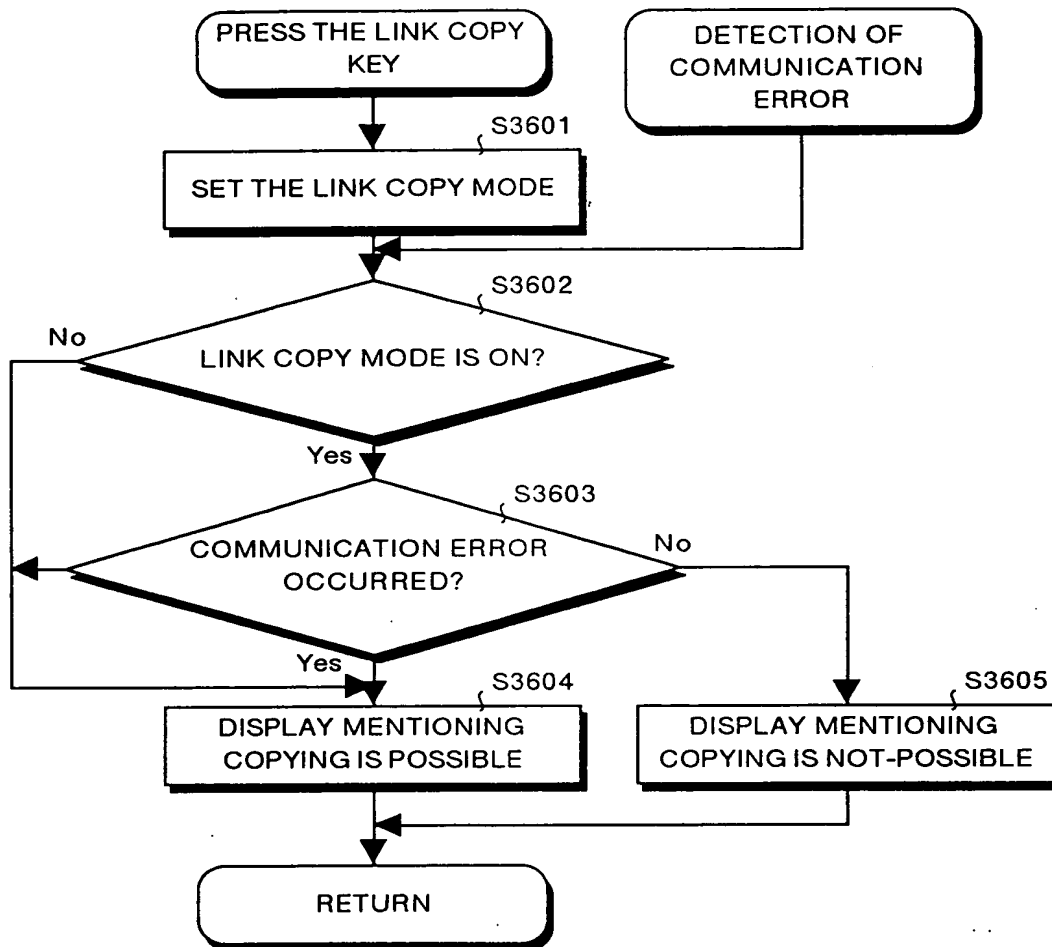 PRESS THE LINK COPY
KEY
DETECTION OF
COMMUNICATION
ERROR
S3601
SET THE LINK COPY MODE
S3602
No
LINK COPY MODE IS ON?
Yes
S3603
COMMUNICATION ERROR
OCCURRED?
No
Yes
S3604
DISPLAY MENTIONING
COPYING IS POSSIBLE
S3605
DISPLAY MENTIONING
COPYING IS NOT-POSSIBLE
RETURN